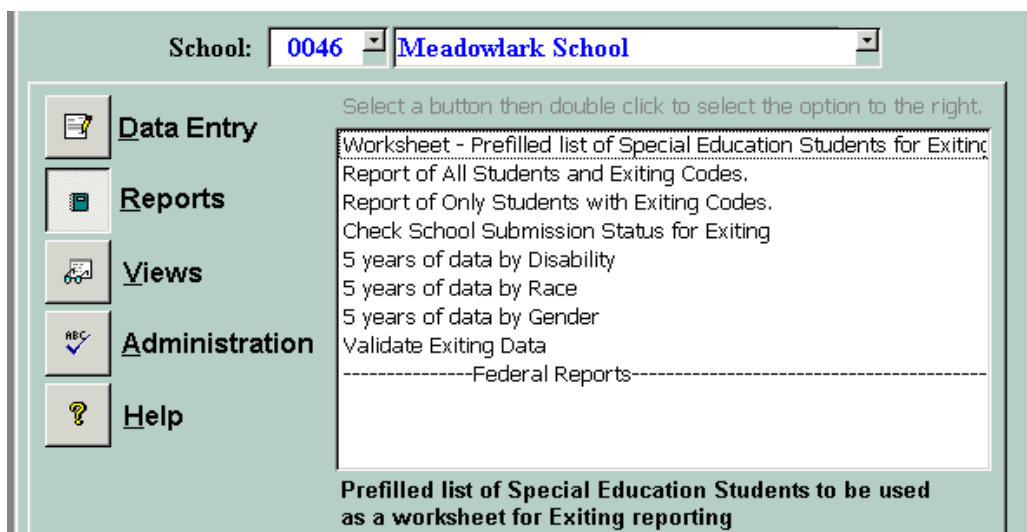 School: 0046 Meadowlark School
Select a button then double click to select the option to the right.
Data Entry
Reports
Views
ABC
Administration
Help
Worksheet - Prefilled list of Special Education Students for Exiting
Report of All Students and Exiting Codes.
Report of Only Students with Exiting Codes.
Check School Submission Status for Exiting
5 years of data by Disability
5 years of data by Race
5 years of data by Gender
Validate Exiting Data
---------------Federal Reports-----------------------------------------
Prefilled list of Special Education Students to be used
as a worksheet for Exiting reporting